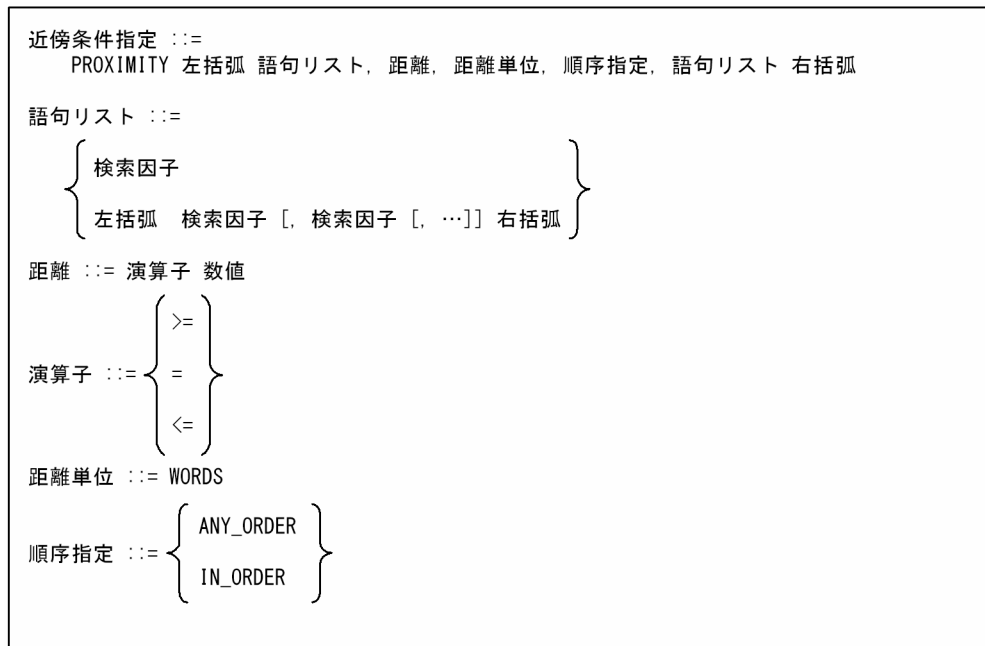 近傍条件指定 ::=
PROXIMITY 左括弧 語句リスト, 距離, 距離単位, 順序指定, 語句リスト 右括弧
語句リスト ::=
検索因子
左括弧 検索因子 [, 検索因子 [, …]] 右括弧
距離 ::= 演算子 数値
>=
演算子 ::= =
<=
距離単位 ::= WORDS
ANY_ORDER
順序指定 ::=
IN_ORDER